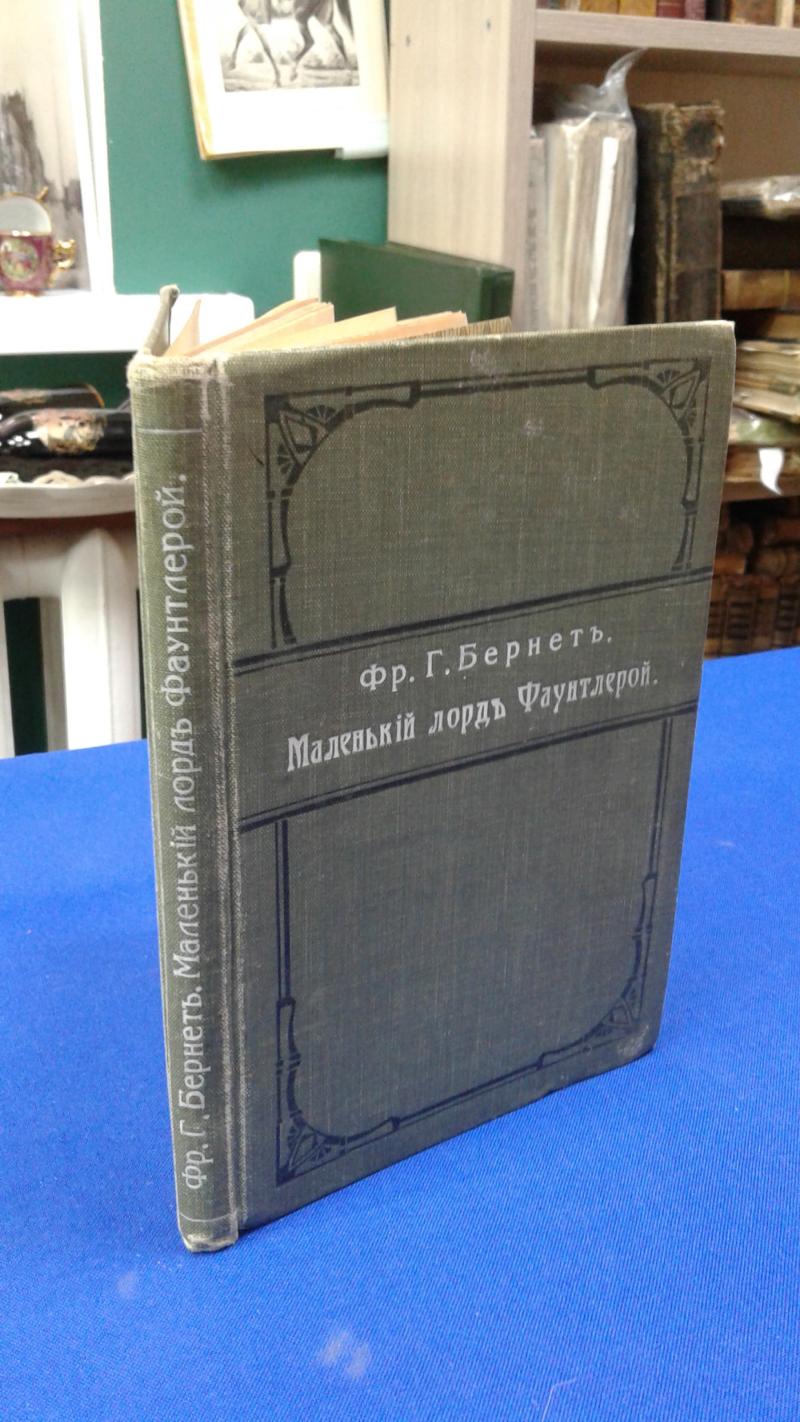 Фр. Г. Бернетъ. Маленькій лордъ Фаунтлерой.
Фр. Г. Бернетъ.
Маленькій лордъ Фаунтлерой.